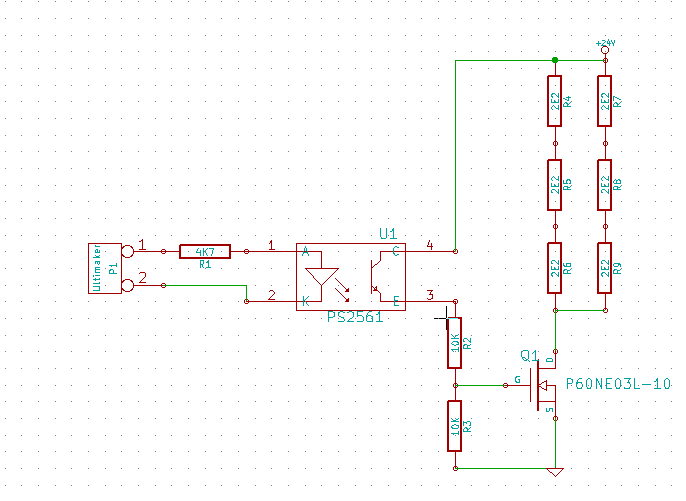 +24V
2E2
R4
2E2
R7
2E2
R5
2E2
R8
Ultimaker
P1
1
2
4K7
R1
1
2
U1
A
K
C
E
4
3
PS2561
2E2
R6
2E2
R9
10K
R2
Q1
G
D
S
P60NE03L-10
10K
R3